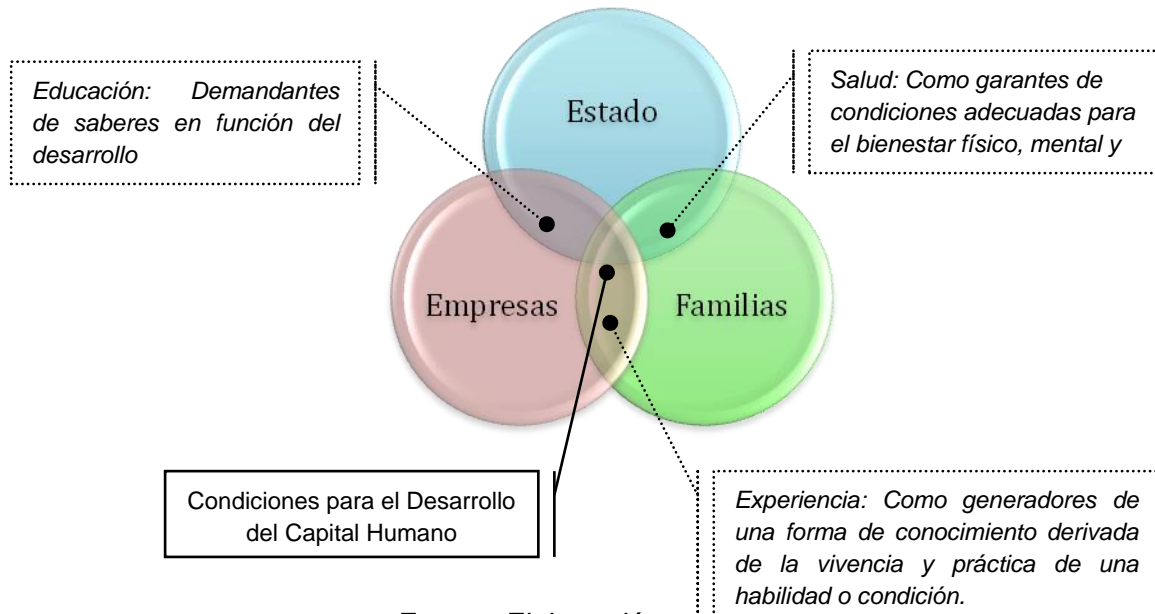 Educación: Demandantes
de saberes en función del
desarrollo
Estado
Salud: Como garantes de
condiciones adecuadas para
el bienestar físico, mental y
Empresas
Familias
Condiciones para el Desarrollo
del Capital Humano
Experiencia: Como generadores de
una forma de conocimiento derivada
de la vivencia y práctica de una
habilidad o condición.